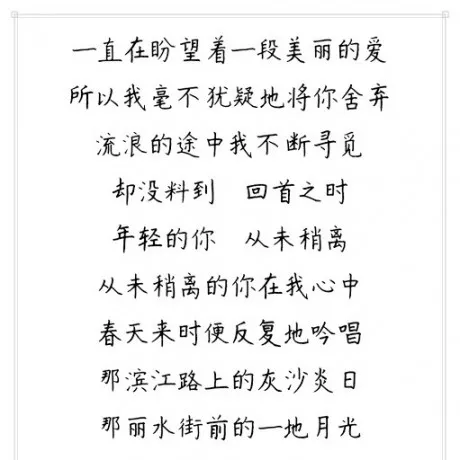 一直在盼望着一段美丽的爱
所以我毫不犹疑地将你舍弃
流浪的途中我不断寻觅
却没料到　回首之时
年轻的你　从未稍离
从未稍离的你在我心中
春天来时便反复地吟唱
那滨江路上的灰沙炎日
那丽水街前的一地月光